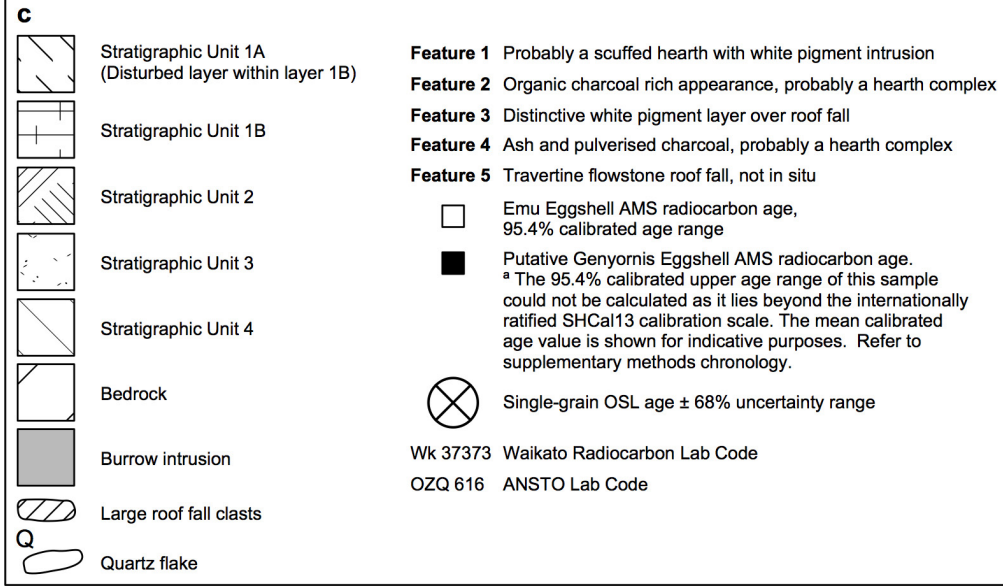 c
Stratigraphic Unit 1A
(Disturbed layer within layer 1B)
Stratigraphic Unit 1B
Stratigraphic Unit 2
Stratigraphic Unit 3
Stratigraphic Unit 4
Bedrock
Burrow intrusion
Large roof fall clasts
Q
Quartz flake
Feature 1 Probably a scuffed hearth with white pigment intrusion
Feature 2 Organic charcoal rich appearance, probably a hearth complex
Feature 3 Distinctive white pigment layer over roof fall
Feature 4 Ash and pulverised charcoal, probably a hearth complex
Feature 5 Travertine flowstone roof fall, not in situ
Emu Eggshell AMS radiocarbon age,
95.4% calibrated age range
Putative Genyornis Eggshell AMS radiocarbon age.
ᵃ The 95.4% calibrated upper age range of this sample
could not be calculated as it lies beyond the internationally
ratified SHCal13 calibration scale. The mean calibrated
age value is shown for indicative purposes. Refer to
supplementary methods chronology.
Single-grain OSL age ± 68% uncertainty range
Wk 37373 Waikato Radiocarbon Lab Code
OZQ 616 ANSTO Lab Code